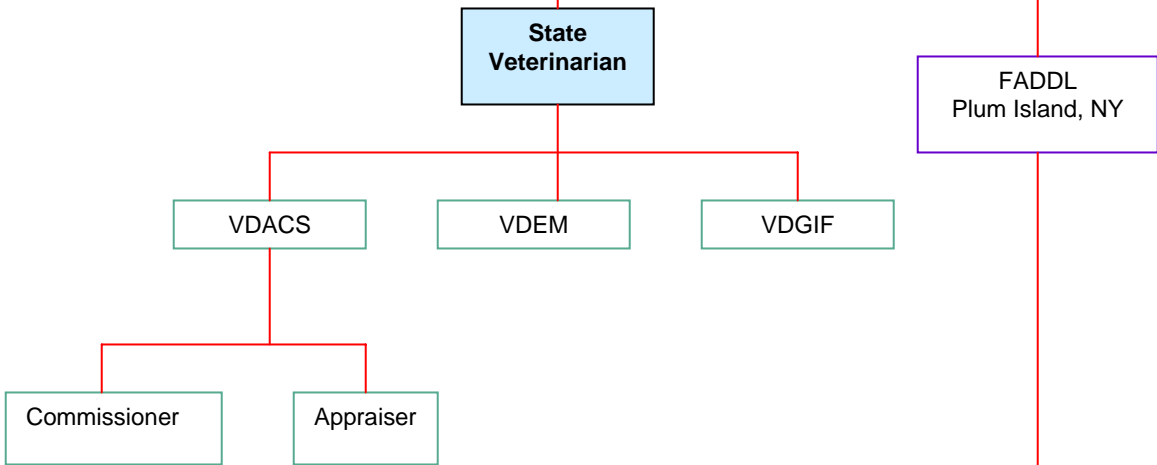 State
Veterinarian
FADDL
Plum Island, NY
VDACS
VDEM
VDGIF
Commissioner
Appraiser